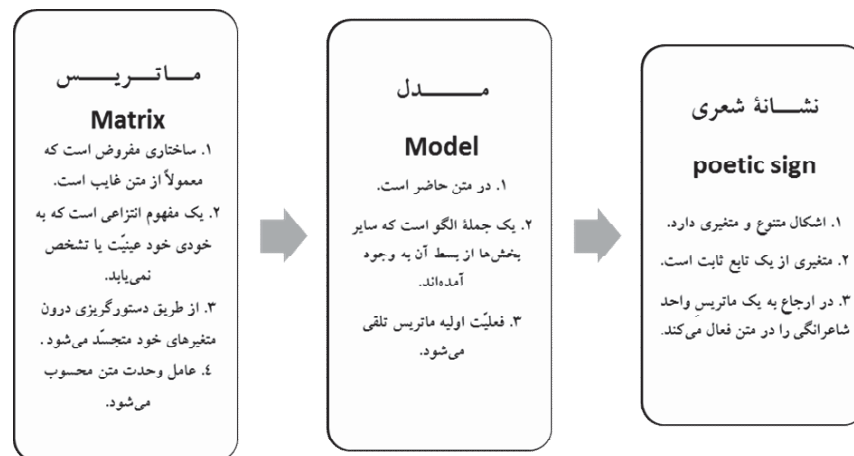 مـاتـریـس
Matrix
۱. ساختاری مفروض است که
معمولاً از متن غایب است.
۲. یک مفهوم انتزاعی است که به
خودی خود عینیّت یا تشخص
نمی‌یابد.
۳. از طریق دستورگریزی درون
متغیرهای خود متجسّد می‌شود.
٤. عامل وحدت متن محسوب
می‌شود.
مـدل
Model
۱. در متن حاضر است.
۲. یک جملۀ الگو است که سایر
بخش‌ها از بسط آن به وجود
آمده‌اند.
۳. فعلیّت اولیه ماتریس تلقی
می‌شود.
نشـانۀ شعری
poetic sign
۱. اشکال متنوع و متغیری دارد.
۲. متغیری از یک تابع ثابت است.
۳. در ارجاع به یک ماتریسِ واحد
شاعرانگی را در متن فعال می‌کند.